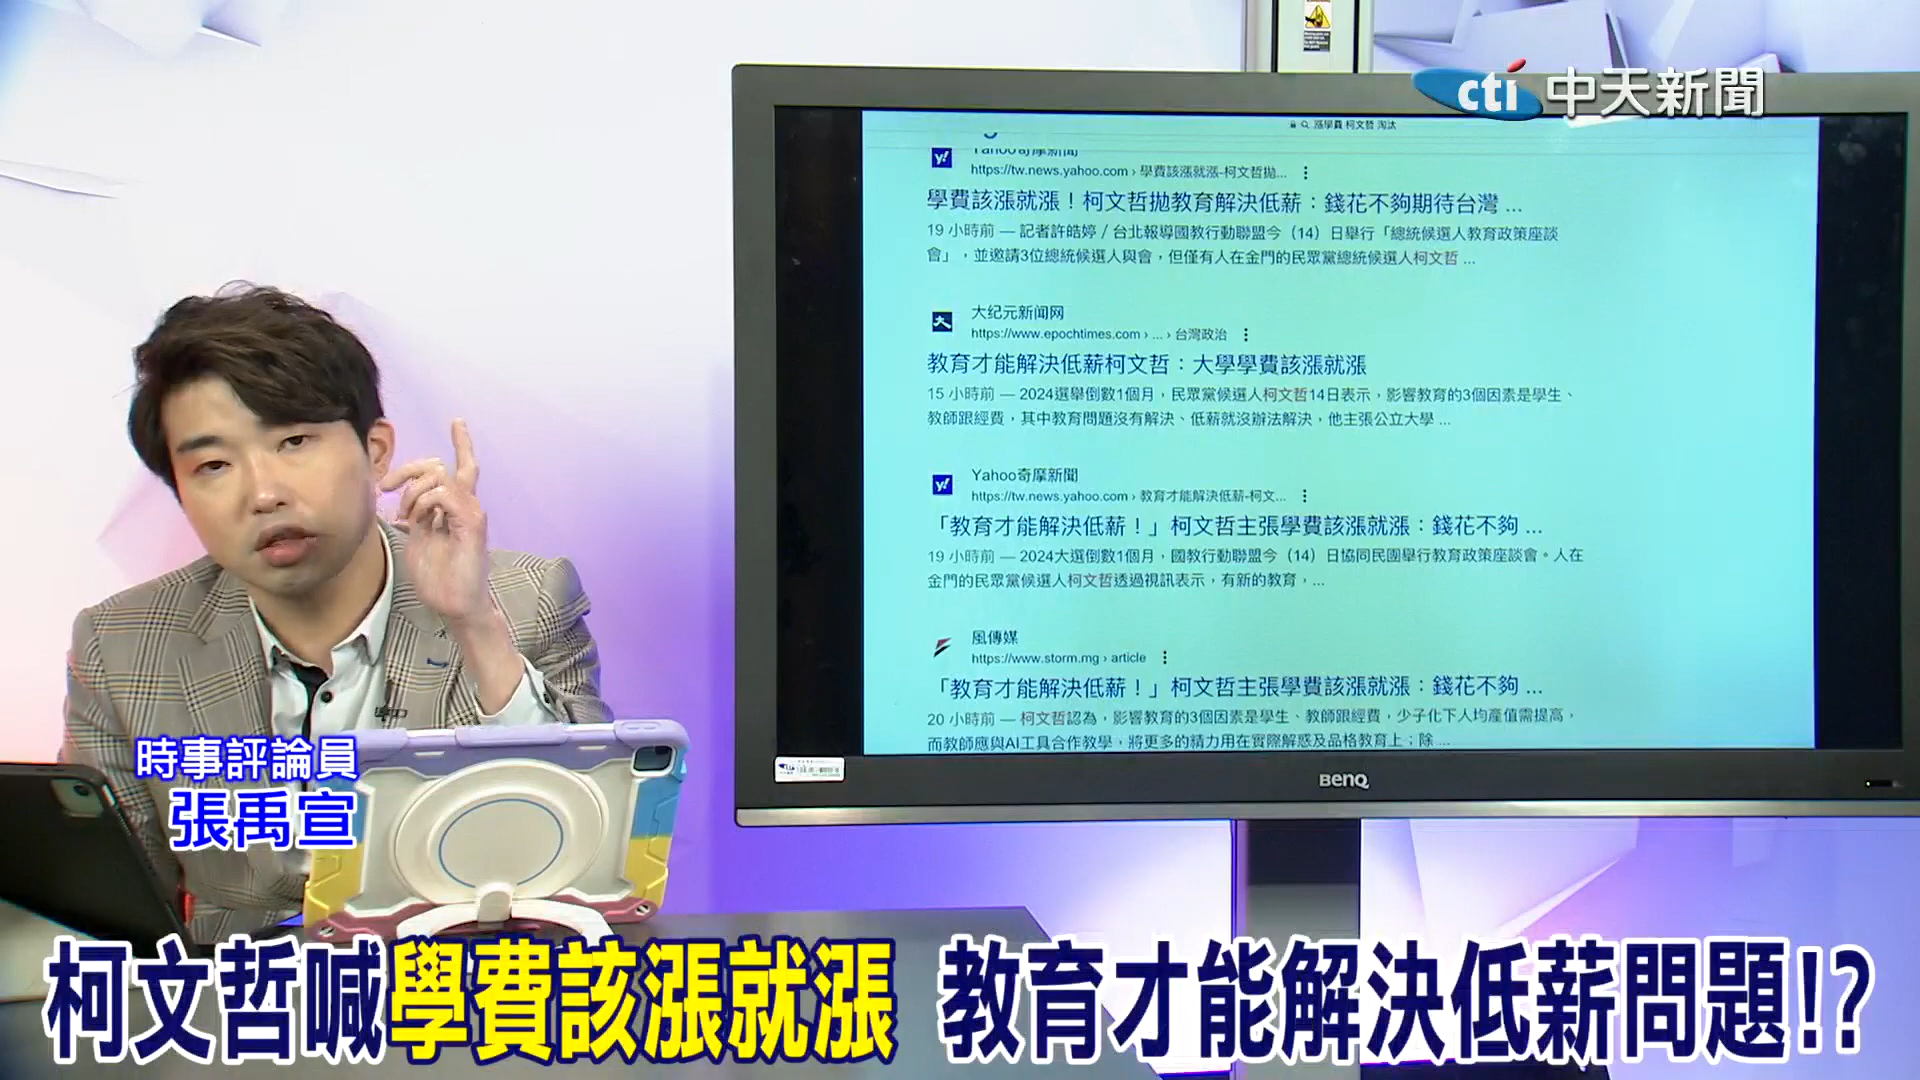 cti 中天新聞
漲學費 柯文哲 淘汰
Yahoo奇摩新聞
https://tw.news.yahoo.com › 學費該漲就漲-柯文哲拋...
學費該漲就漲！柯文哲拋教育解決低薪：錢花不夠期待台灣 ...
19 小時前 — 記者許皓婷 / 台北報導國教行動聯盟今（14）日舉行「總統候選人教育政策座談
會」，並邀請3位總統候選人與會，但僅有人在金門的民眾黨總統候選人柯文哲 ...
大纪元新闻网
https://www.epochtimes.com › ... › 台灣政治
教育才能解決低薪柯文哲：大學學費該漲就漲
15 小時前 — 2024選舉倒數1個月，民眾黨候選人柯文哲14日表示，影響教育的3個因素是學生、
教師跟經費，其中教育問題沒有解決、低薪就沒辦法解決，他主張公立大學 ...
Yahoo奇摩新聞
https://tw.news.yahoo.com › 教育才能解決低薪-柯文...
「教育才能解決低薪！」柯文哲主張學費該漲就漲：錢花不夠 ...
19 小時前 — 2024大選倒數1個月，國教行動聯盟今（14）日協同民團舉行教育政策座談會。人在
金門的民眾黨候選人柯文哲透過視訊表示，有新的教育，...
風傳媒
https://www.storm.mg › article
「教育才能解決低薪！」柯文哲主張學費該漲就漲：錢花不夠 ...
20 小時前 — 柯文哲認為，影響教育的3個因素是學生、教師跟經費，少子化下人均產值需提高，
而教師應與AI工具合作教學，將更多的精力用在實際解惑及品格教育上；除 ...
BenQ
時事評論員
張禹宣
柯文哲喊學費該漲就漲 教育才能解決低薪問題!?